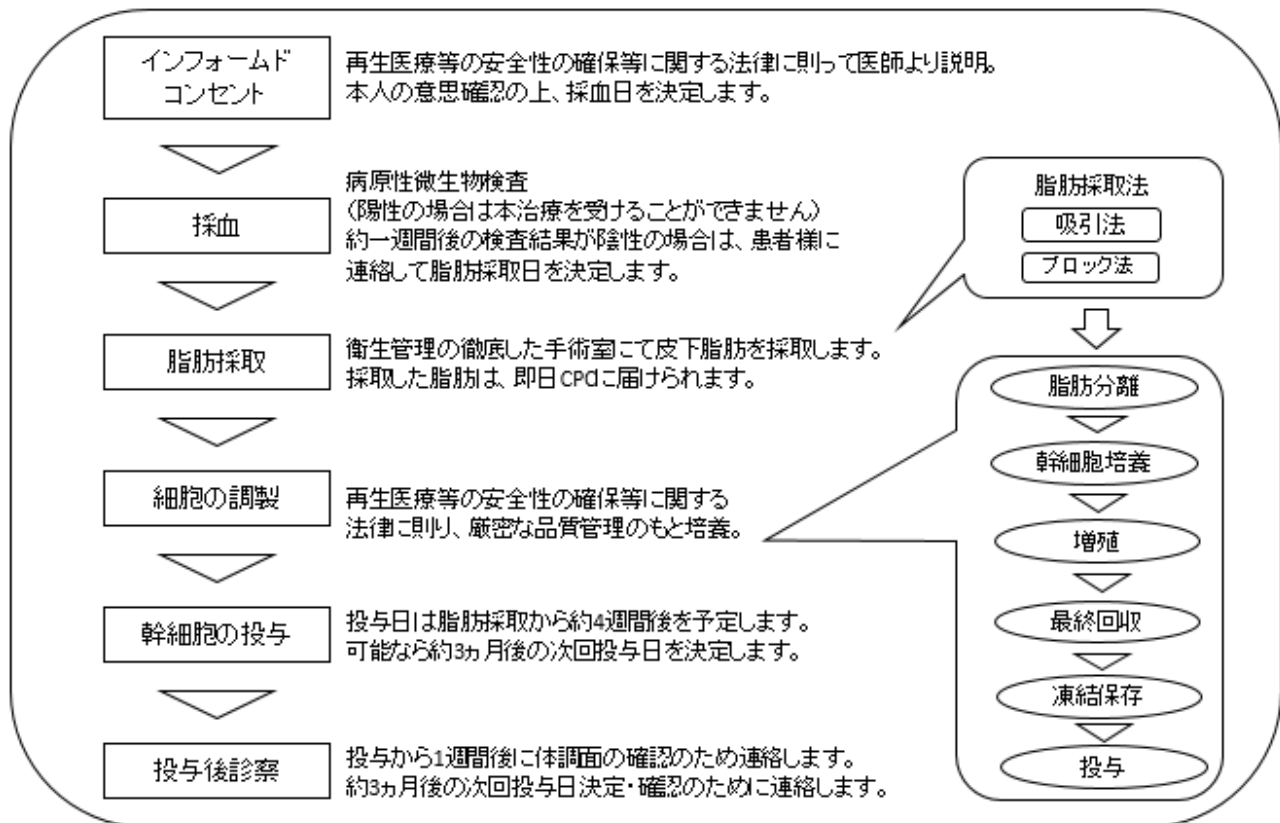 インフォームド
コンセント
再生医療等の安全性の確保等に関する法律に則って医師より説明。
本人の意思確認の上、採血日を決定します。
採血
病原性微生物検査
（陽性の場合は本治療を受けることができません）
約一週間後の検査結果が陰性の場合は、患者様に
連絡して脂肪採取日を決定します。
脂肪採取
衛生管理の徹底した手術室にて皮下脂肪を採取します。
採取した脂肪は、即日CPCに届けられます。
細胞の調製
再生医療等の安全性の確保等に関する
法律に則り、厳密な品質管理のもと培養。
幹細胞の投与
投与日は脂肪採取から約4週間後を予定します。
可能なら約3ヵ月後の次回投与日を決定します。
投与後診察
投与から1週間後に体調面の確認のため連絡します。
約3ヵ月後の次回投与日決定・確認のために連絡します。
脂肪採取法
吸引法
ブロック法
脂肪分離
幹細胞培養
増殖
最終回収
凍結保存
投与